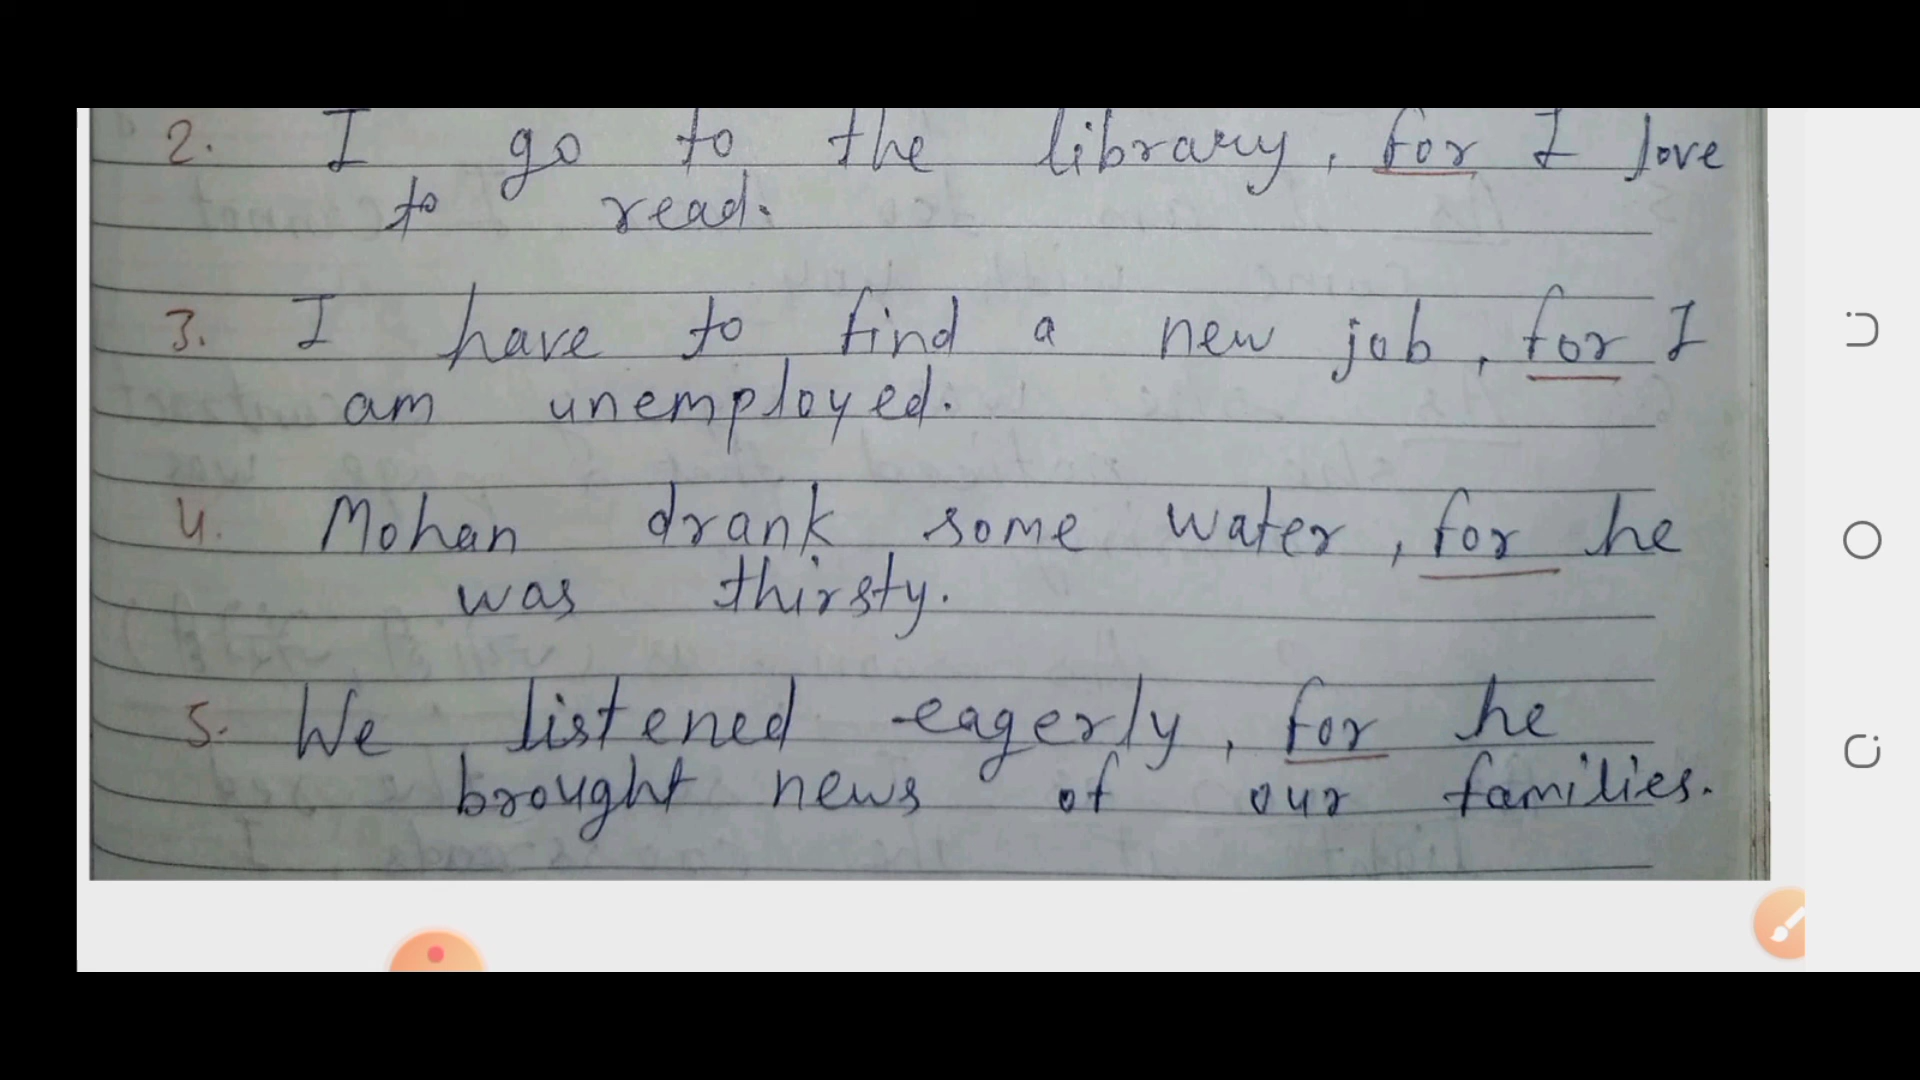 2. I go to the library, for I love
to read.
3. I have to find a new job, for I
am unemployed.
4. Mohan drank some water, for he
was thirsty.
5. We listened eagerly, for he
brought news of our families.